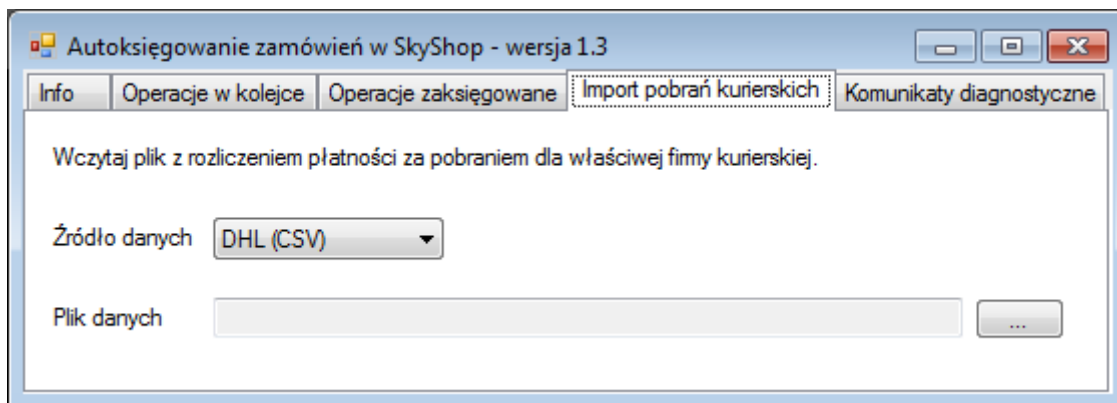 Autoksięgowanie zamówień w SkyShop - wersja 1.3
Info Operacje w kolejce Operacje zaksięgowane Import pobrań kurierskich Komunikaty diagnostyczne
Wczytaj plik z rozliczeniem płatności za pobraniem dla właściwej firmy kurierskiej.
Źródło danych DHL (CSV)
Plik danych ...